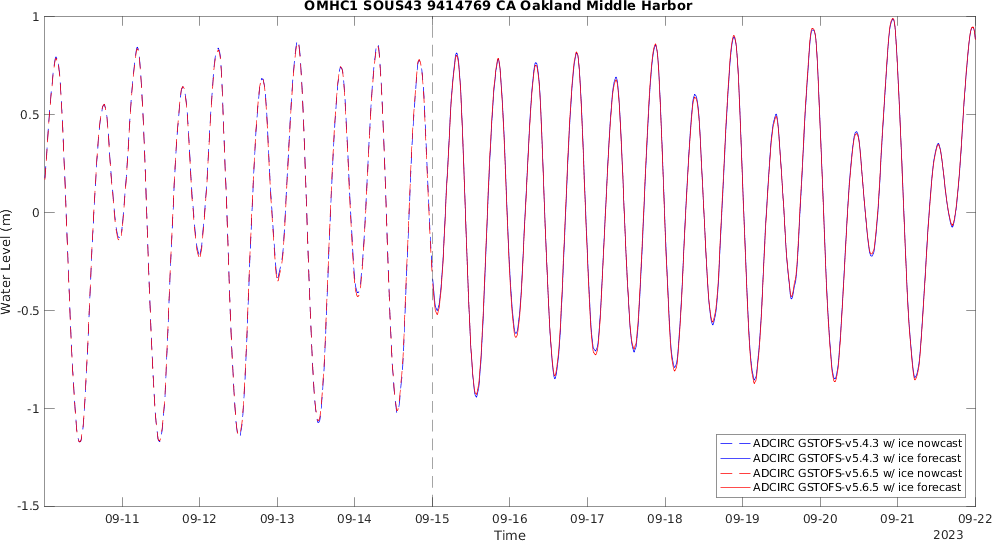 OMHC1 SOUS43 9414769 CA Oakland Middle Harbor
1
0.5
0
-0.5
-1
-1.5
Water Level (m)
09-11 09-12 09-13 09-14 09-15 09-16 09-17 09-18 09-19 09-20 09-21 09-22
Time
2023
ADCIRC GSTOFS-v5.4.3 w/ ice nowcast
ADCIRC GSTOFS-v5.4.3 w/ ice forecast
ADCIRC GSTOFS-v5.6.5 w/ ice nowcast
ADCIRC GSTOFS-v5.6.5 w/ ice forecast